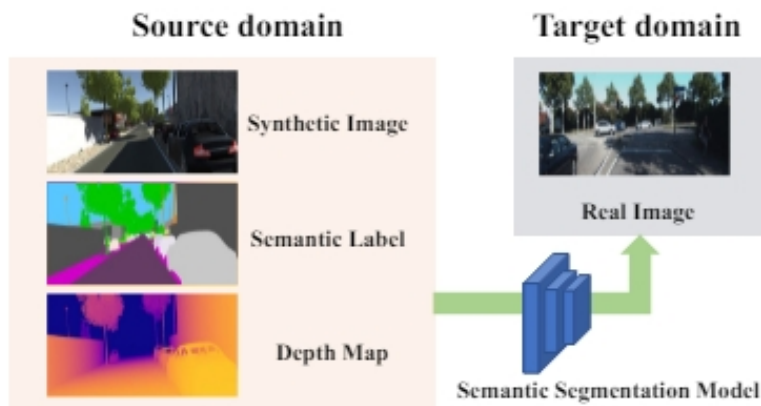 Source domain
Target domain
Synthetic Image
Semantic Label
Real Image
Depth Map
Semantic Segmentation Model